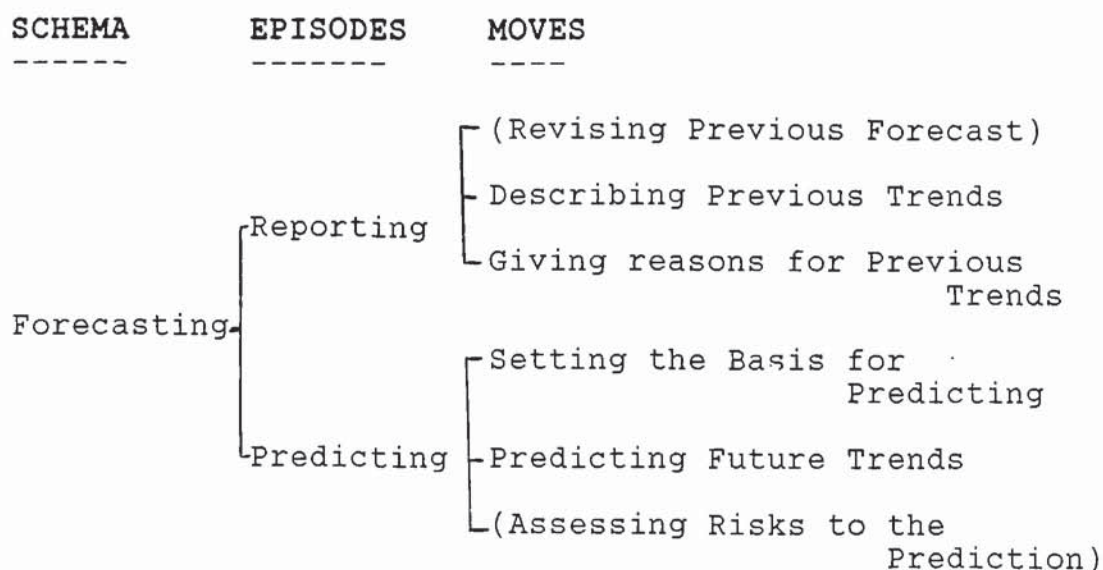 SCHEMA EPISODES MOVES
------ ------- ----
(Revising Previous Forecast)
Describing Previous Trends
Reporting
Giving reasons for Previous
Trends
Forecasting
Setting the Basis for
Predicting
Predicting Predicting Future Trends
(Assessing Risks to the
Prediction)